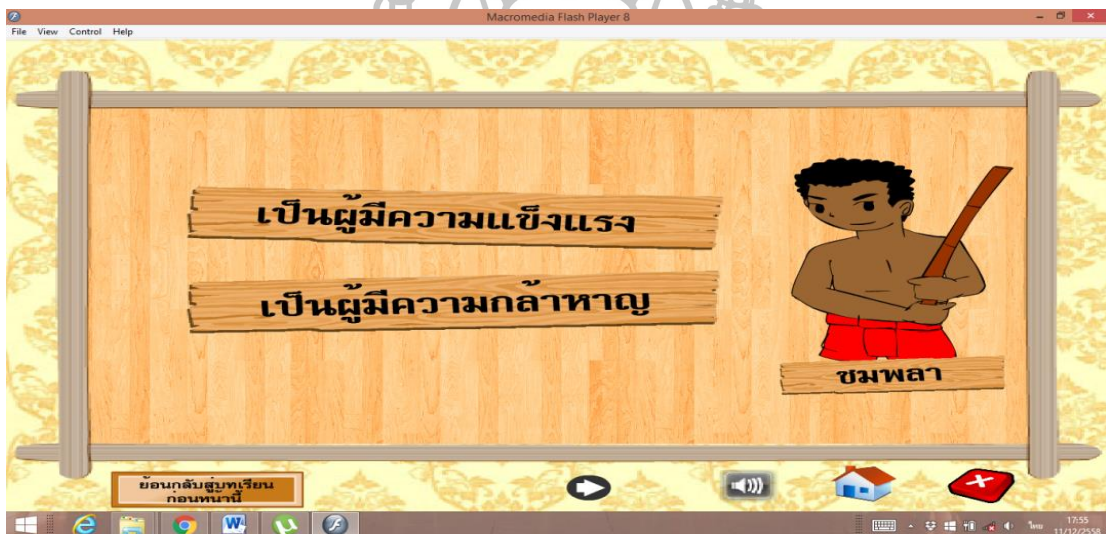 Macromedia Flash Player 8
File View Control Help
เป็นผู้มีความแข็งแรง
เป็นผู้มีความกล้าหาญ
ชมพลา
ย้อนกลับสู่บทเรียน
ก่อนหน้านี้
ไทย
17:55
11/12/2558